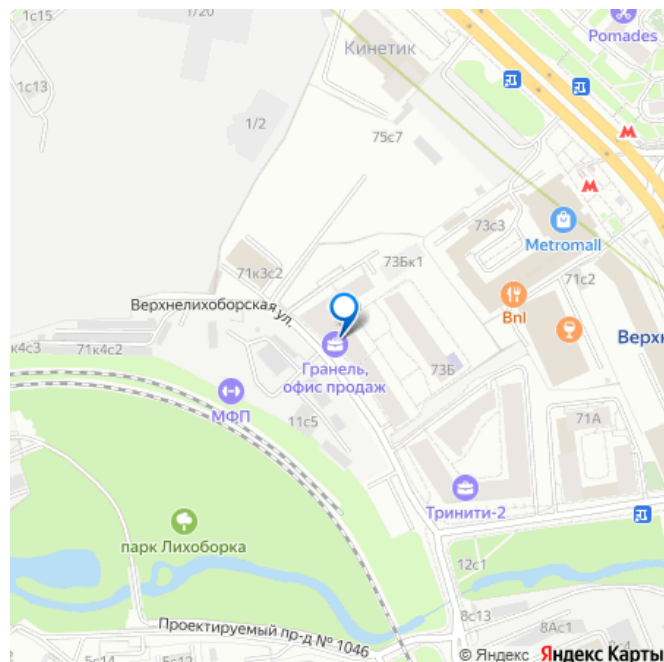 1с15
1/20
Кинетик
Pomades
1с13
1/2
75с7
М
М
73с3
Metromall
71к3с2
73Бк1
71с2
Верхнелихоборская ул.
Bnl
к4с3
71к4с2
Гранель,
офис продаж
73Б
МФП
11с5
71А
Тринити-2
парк Лихоборка
12с1
8с13
Проектируемый пр-д № 1046
8Ас1
5с14
5с12
© Яндекс Яндекс Карты